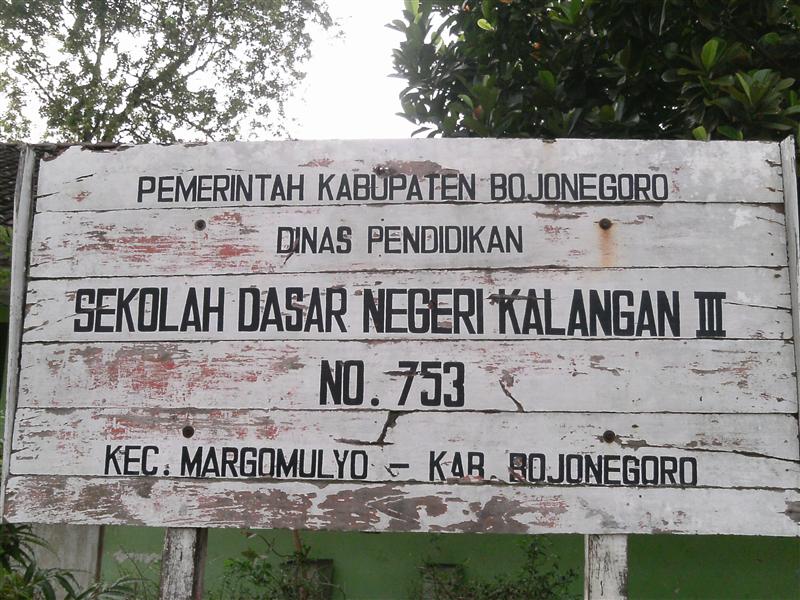 PEMERINTAH KABUPATEN BOJONEGORO
DINAS PENDIDIKAN
SEKOLAH DASAR NEGERI KALANGAN III
NO. 753
KEC. MARGOMULYO – KAB. BOJONEGORO